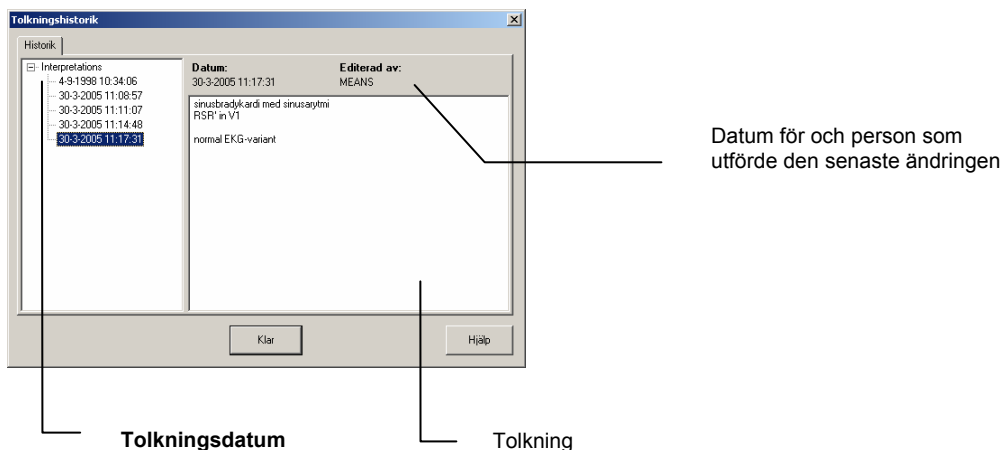 Tolkningshistorik
Historik
Interpretations
4-9-1998 10:34:06
30-3-2005 11:08:57
30-3-2005 11:11:07
30-3-2005 11:14:48
30-3-2005 11:17:31
Datum:
30-3-2005 11:17:31
Editerad av:
MEANS
sinusbradykardi med sinusarytmi
RSR' in V1
normal EKG-variant
Klar
Hjälp
Datum för och person som
utförde den senaste ändringen
Tolkningsdatum
Tolkning